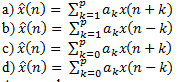 a) x̂(n) = ∑_{k=1}^{p} a_k x(n + k)
b) x̂(n) = ∑_{k=1}^{p} a_k x(n − k)
c) x̂(n) = ∑_{k=0}^{p} a_k x(n + k)
d) x̂(n) = ∑_{k=0}^{p} a_k x(n − k)